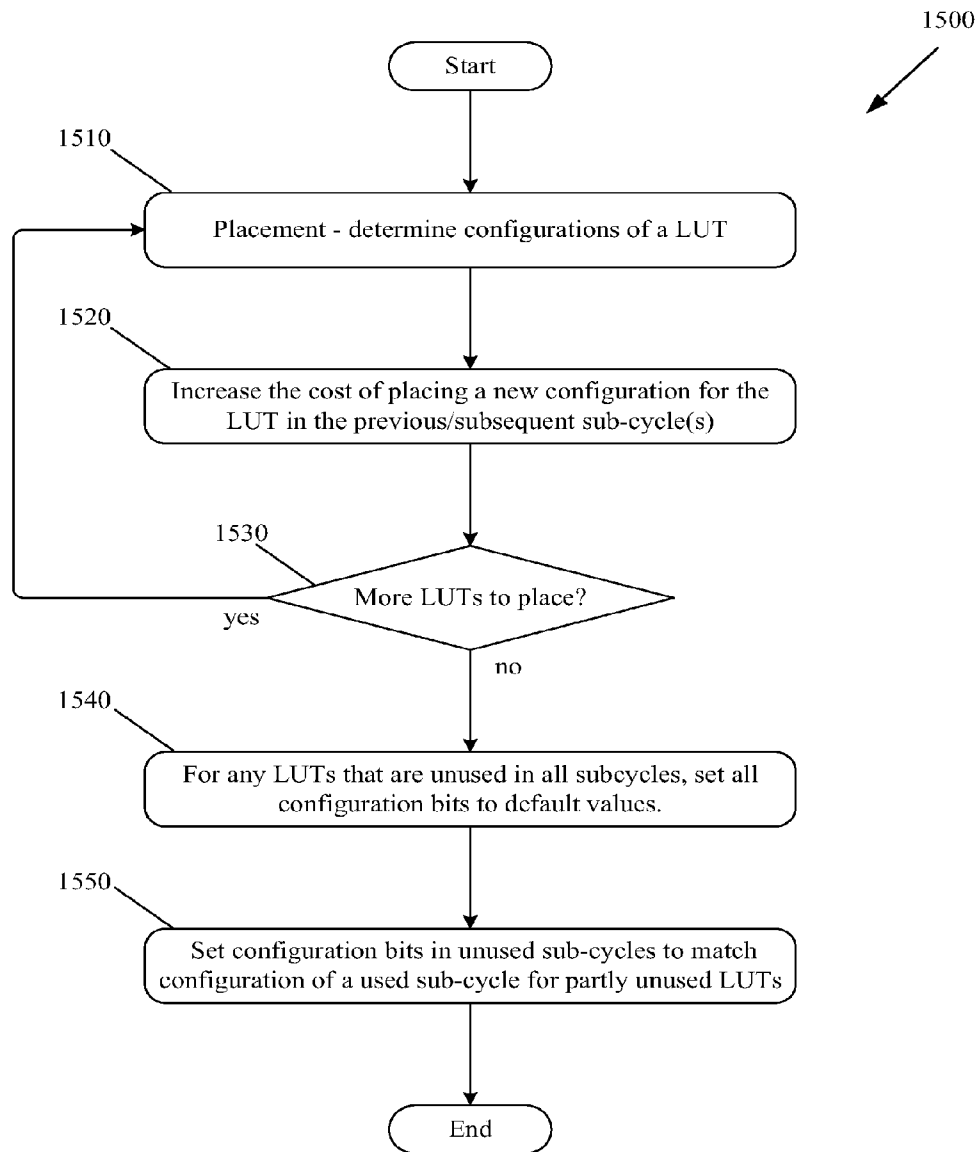 1500
Start
1510
Placement - determine configurations of a LUT
1520
Increase the cost of placing a new configuration for the
LUT in the previous/subsequent sub-cycle(s)
1530
More LUTs to place?
yes
no
1540
For any LUTs that are unused in all subcycles, set all
configuration bits to default values.
1550
Set configuration bits in unused sub-cycles to match
configuration of a used sub-cycle for partly unused LUTs
End